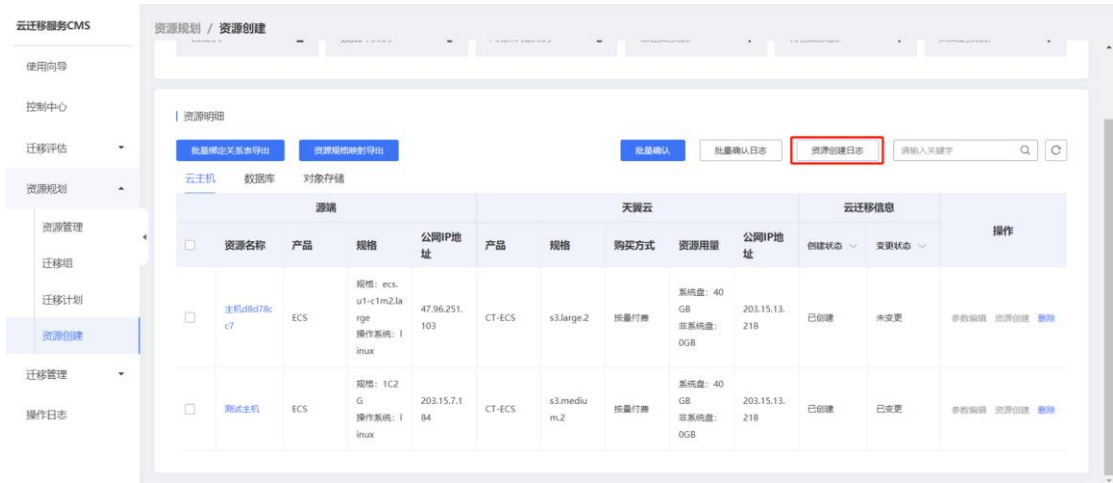 云迁移服务CMS
资源规划 / 资源创建
使用向导
控制中心
迁移评估
资源规划
资源管理
迁移组
迁移计划
资源创建
迁移管理
操作日志
资源明细
批量绑定关系表导出 资源规格映射导出 批量确认 批量确认日志 资源创建日志 请输入关键字
云主机 数据库 对象存储
源端 天翼云 云迁移信息 操作
资源名称 产品 规格 公网IP地
址 产品 规格 购买方式 资源用量 公网IP地
址 创建状态 变更状态
主机d8d78c
c7
ECS
规格：ecs.
u1-c1m2.la
rge
操作系统：l
inux
47.96.251.
103
CT-ECS
s3.large.2
按量付费
系统盘：40
GB
非系统盘：
0GB
203.15.13.
218
已创建
未变更
参数编辑 资源创建 删除
测试主机
ECS
规格：1C2
G
操作系统：l
inux
203.15.7.1
84
CT-ECS
s3.mediu
m.2
按量付费
系统盘：40
GB
非系统盘：
0GB
203.15.13.
218
已创建
已变更
参数编辑 资源创建 删除